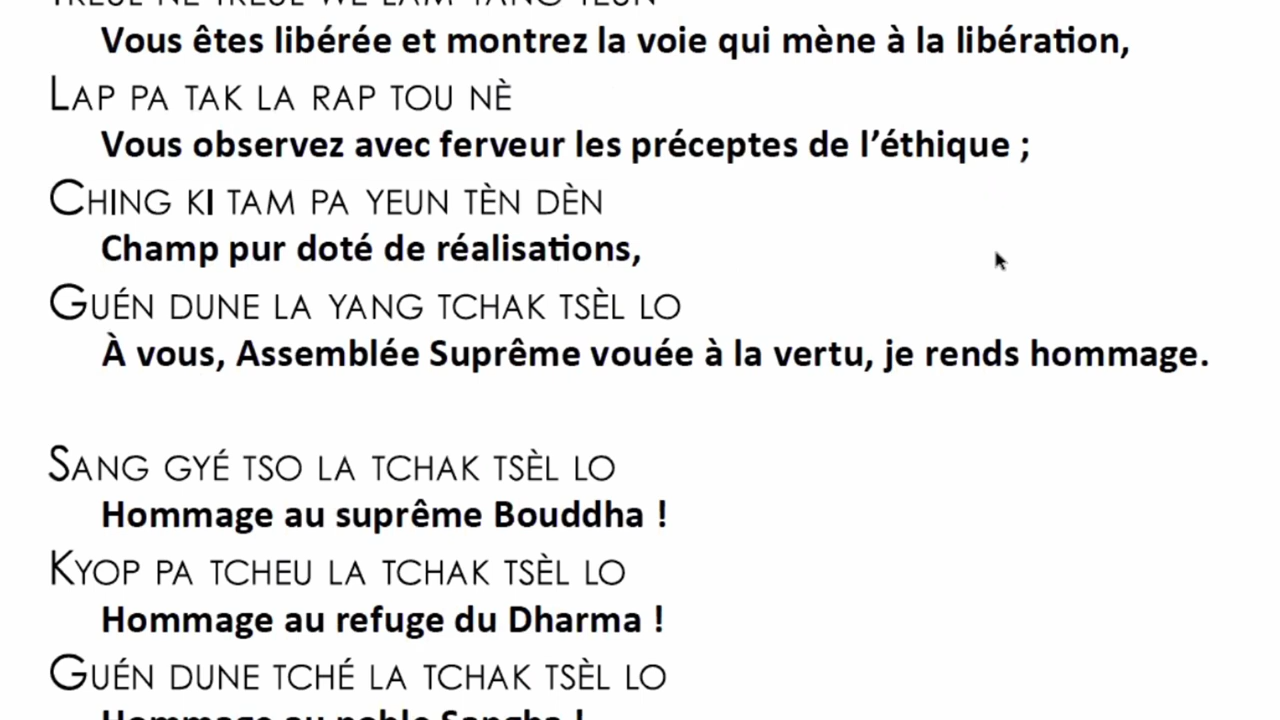 Vous êtes libérée et montrez la voie qui mène à la libération,
LAP PA TAK LA RAP TOU NÈ
Vous observez avec ferveur les préceptes de l’éthique ;
CHING KI TAM PA YEUN TÈN DÈN
Champ pur doté de réalisations,
GUÉN DUNE LA YANG TCHAK TSÈL LO
À vous, Assemblée Suprême vouée à la vertu, je rends hommage.
SANG GYÉ TSO LA TCHAK TSÈL LO
Hommage au suprême Bouddha !
KYOP PA TCHEU LA TCHAK TSÈL LO
Hommage au refuge du Dharma !
GUÉN DUNE TCHÉ LA TCHAK TSÈL LO
Hommage au noble Sangha !